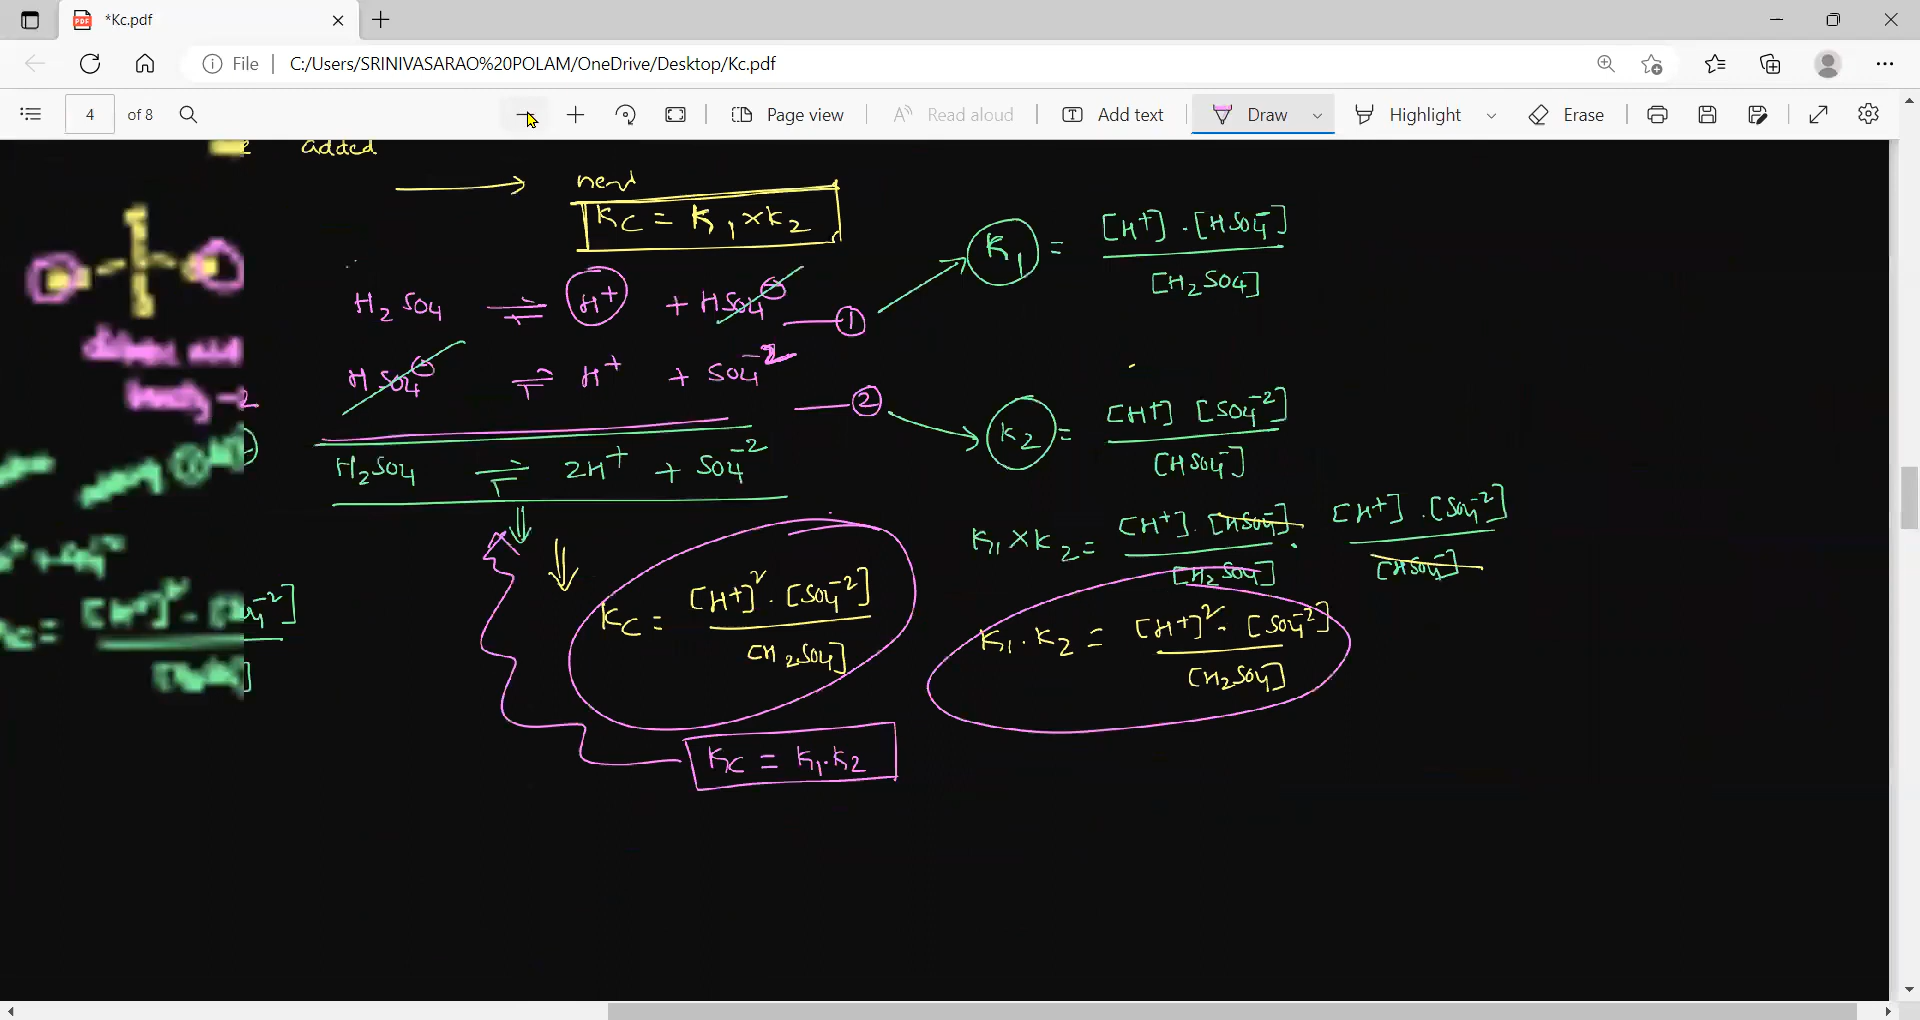 *Kc.pdf
File C:/Users/SRINIVASARAO%20POLAM/OneDrive/Desktop/Kc.pdf
4 of 8 Page view Read aloud Add text Draw Highlight Erase
added
Kc = K1 x K2
K1 = [H+] . [HSO4-] / [H2SO4]
H2SO4 ⇌ H+ + HSO4⊖ — ①
HSO4⊖ ⇌ H+ + SO4-2 — ②
K2 = [H+] [SO4-2] / [HSO4-]
H2SO4 ⇌ 2H+ + SO4-2
K1 x K2 = [H+] . [HSO4-] / [H2SO4] . [H+] . [SO4-2] / [HSO4-]
Kc = [H+]2 . [SO4-2] / [H2SO4]
K1 . K2 = [H+]2 . [SO4-2] / [H2SO4]
Kc = K1 . K2